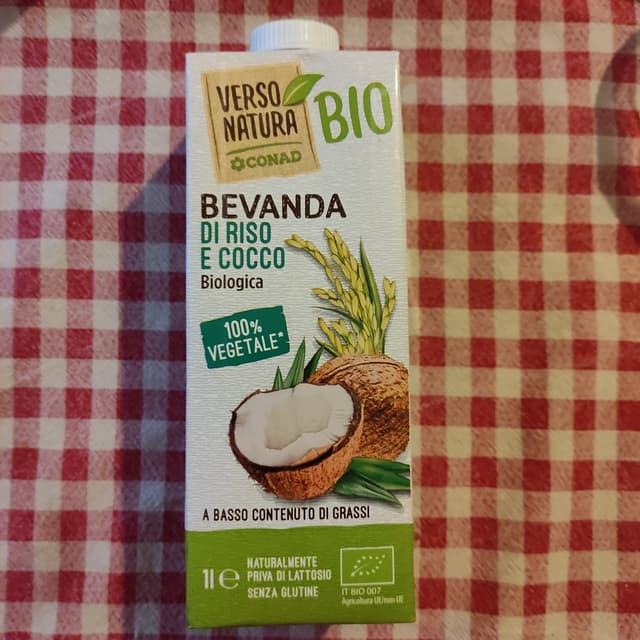 VERSO
NATURA
CONAD
BIO
BEVANDA
DI RISO
E COCCO
Biologica
100%
VEGETALE*
A BASSO CONTENUTO DI GRASSI
1l e
NATURALMENTE
PRIVA DI LATTOSIO
SENZA GLUTINE
IT BIO 007
Agricoltura UE/non UE